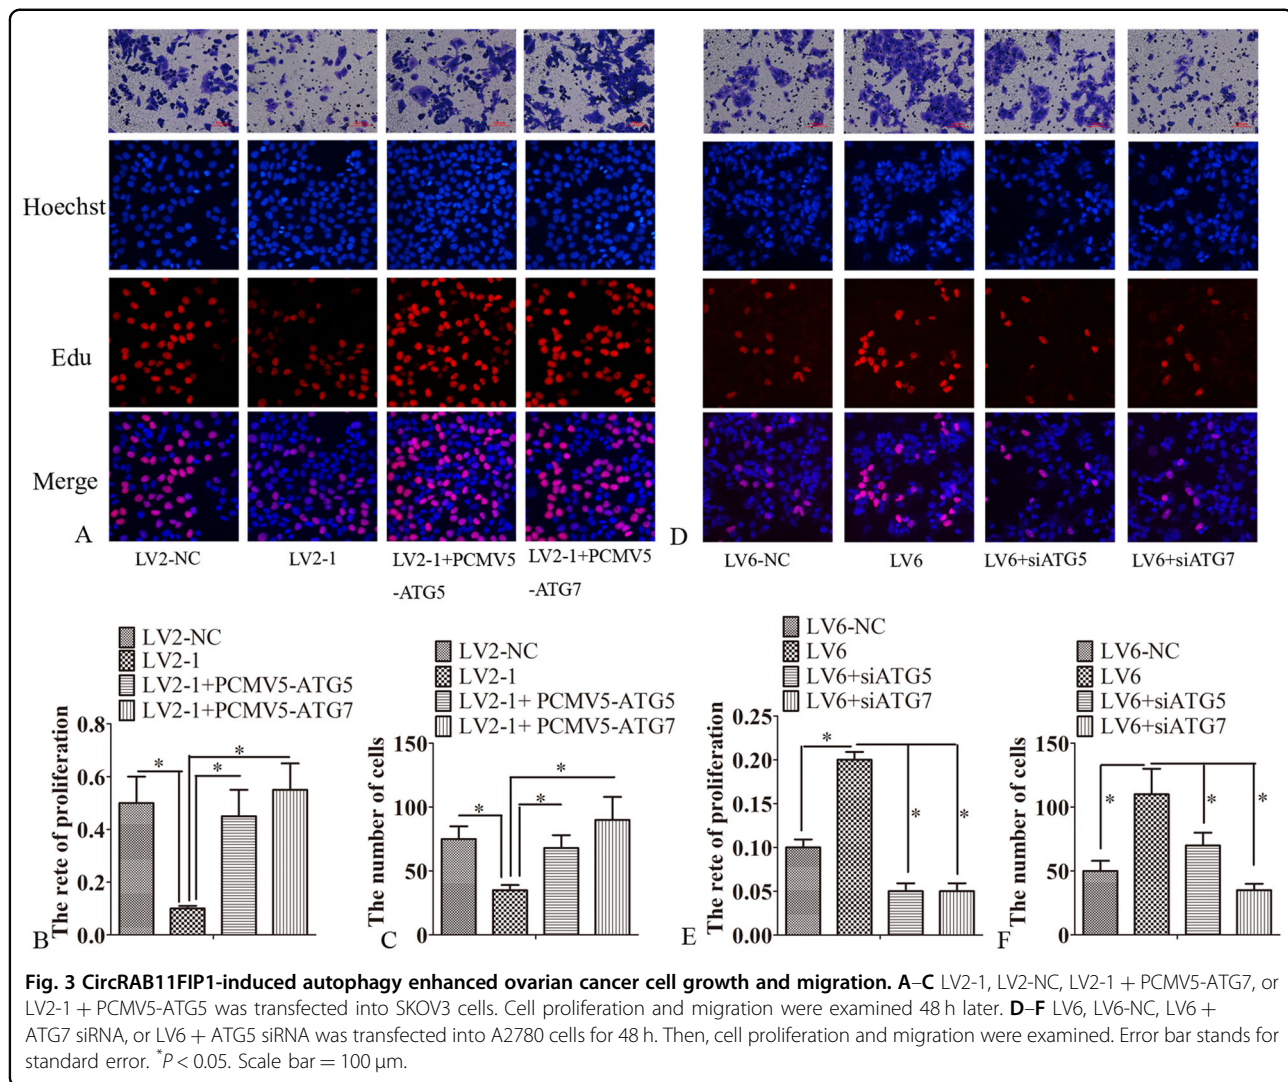 Hoechst
Edu
Merge
A
LV2-NC
LV2-1
LV2-1+PCMV5
-ATG5
LV2-1+PCMV5
-ATG7
D
LV6-NC
LV6
LV6+siATG5
LV6+siATG7
LV2-NC
LV2-1
LV2-1+PCMV5-ATG5
LV2-1+PCMV5-ATG7
The rete of proliferation
0.8
0.6
0.4
0.2
0.0
* * *
B
LV2-NC
LV2-1
LV2-1+ PCMV5-ATG5
LV2-1+ PCMV5-ATG7
The number of cells
150
100
50
0
* * *
C
LV6-NC
LV6
LV6+siATG5
LV6+siATG7
The rete of proliferation
0.25
0.20
0.15
0.10
0.05
0.00
* * *
E
LV6-NC
LV6
LV6+siATG5
LV6+siATG7
The number of cells
150
100
50
0
* * *
F
Fig. 3 CircRAB11FIP1-induced autophagy enhanced ovarian cancer cell growth and migration. A–C LV2-1, LV2-NC, LV2-1 + PCMV5-ATG7, or
LV2-1 + PCMV5-ATG5 was transfected into SKOV3 cells. Cell proliferation and migration were examined 48 h later. D–F LV6, LV6-NC, LV6 +
ATG7 siRNA, or LV6 + ATG5 siRNA was transfected into A2780 cells for 48 h. Then, cell proliferation and migration were examined. Error bar stands for
standard error. *P < 0.05. Scale bar = 100 μm.